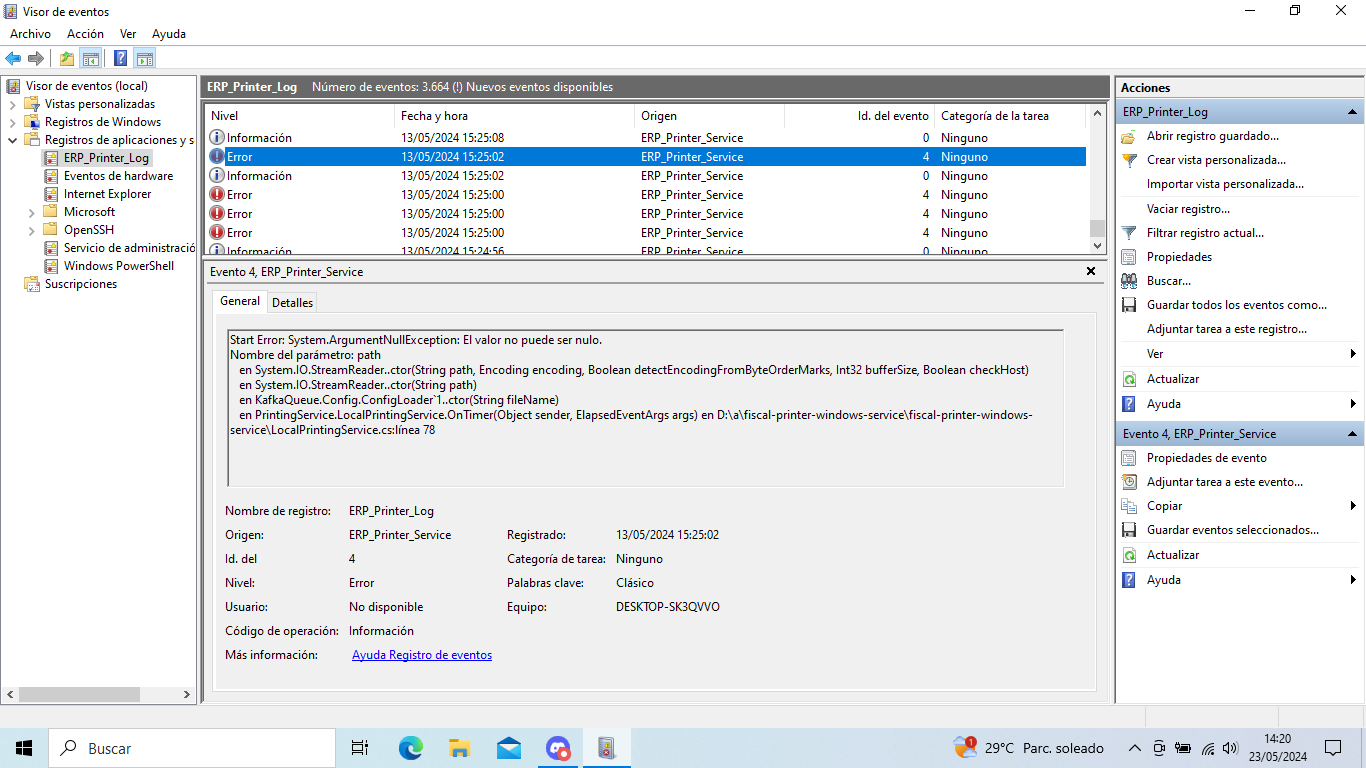 Visor de eventos
Archivo Acción Ver Ayuda
Visor de eventos (local)
Vistas personalizadas
Registros de Windows
Registros de aplicaciones y s
ERP_Printer_Log
Eventos de hardware
Internet Explorer
Microsoft
OpenSSH
Servicio de administració
Windows PowerShell
Suscripciones
ERP_Printer_Log Número de eventos: 3.664 (!) Nuevos eventos disponibles
Nivel Fecha y hora Origen Id. del evento Categoría de la tarea
Información 13/05/2024 15:25:08 ERP_Printer_Service 0 Ninguno
Error 13/05/2024 15:25:02 ERP_Printer_Service 4 Ninguno
Información 13/05/2024 15:25:02 ERP_Printer_Service 0 Ninguno
Error 13/05/2024 15:25:00 ERP_Printer_Service 4 Ninguno
Error 13/05/2024 15:25:00 ERP_Printer_Service 4 Ninguno
Error 13/05/2024 15:25:00 ERP_Printer_Service 4 Ninguno
Información 13/05/2024 15:24:56 ERP_Printer_Service 0 Ninguno
Evento 4, ERP_Printer_Service
General Detalles
Start Error: System.ArgumentNullException: El valor no puede ser nulo.
Nombre del parámetro: path
en System.IO.StreamReader..ctor(String path, Encoding encoding, Boolean detectEncodingFromByteOrderMarks, Int32 bufferSize, Boolean checkHost)
en System.IO.StreamReader..ctor(String path)
en KafkaQueue.Config.ConfigLoader`1..ctor(String fileName)
en PrintingService.LocalPrintingService.OnTimer(Object sender, ElapsedEventArgs args) en D:\a\fiscal-printer-windows-service\fiscal-printer-windows-
service\LocalPrintingService.cs:línea 78
Nombre de registro: ERP_Printer_Log
Origen: ERP_Printer_Service Registrado: 13/05/2024 15:25:02
Id. del 4 Categoría de tarea: Ninguno
Nivel: Error Palabras clave: Clásico
Usuario: No disponible Equipo: DESKTOP-SK3QVVO
Código de operación: Información
Más información: Ayuda Registro de eventos
Acciones
ERP_Printer_Log
Abrir registro guardado...
Crear vista personalizada...
Importar vista personalizada...
Vaciar registro...
Filtrar registro actual...
Propiedades
Buscar...
Guardar todos los eventos como...
Adjuntar tarea a este registro...
Ver
Actualizar
Ayuda
Evento 4, ERP_Printer_Service
Propiedades de evento
Adjuntar tarea a este evento...
Copiar
Guardar eventos seleccionados...
Actualizar
Ayuda
Buscar
1
29°C Parc. soleado
14:20
23/05/2024